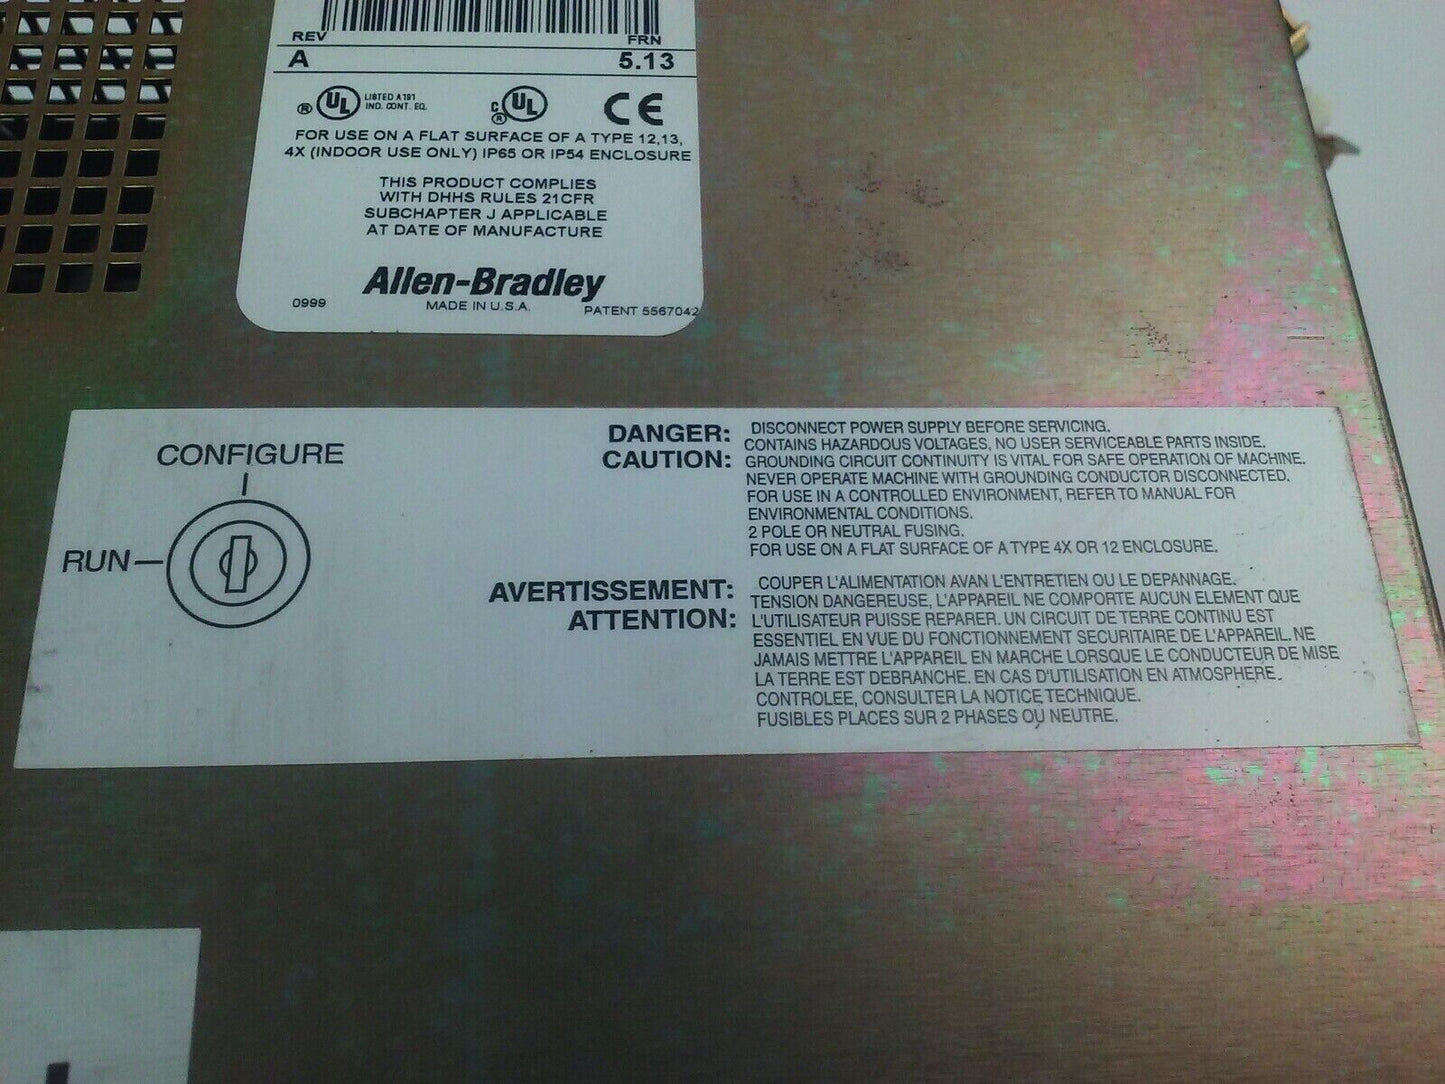 REV FRN
A 5.13
® UL LISTED A191
IND. CONT. EQ.
C UL ® CE
FOR USE ON A FLAT SURFACE OF A TYPE 12,13,
4X (INDOOR USE ONLY) IP65 OR IP54 ENCLOSURE
THIS PRODUCT COMPLIES
WITH DHHS RULES 21CFR
SUBCHAPTER J APPLICABLE
AT DATE OF MANUFACTURE
Allen-Bradley
0999 MADE IN U.S.A. PATENT 5567042
CONFIGURE
RUN
DANGER: DISCONNECT POWER SUPPLY BEFORE SERVICING.
CONTAINS HAZARDOUS VOLTAGES, NO USER SERVICEABLE PARTS INSIDE.
CAUTION: GROUNDING CIRCUIT CONTINUITY IS VITAL FOR SAFE OPERATION OF MACHINE.
NEVER OPERATE MACHINE WITH GROUNDING CONDUCTOR DISCONNECTED.
FOR USE IN A CONTROLLED ENVIRONMENT, REFER TO MANUAL FOR
ENVIRONMENTAL CONDITIONS.
2 POLE OR NEUTRAL FUSING.
FOR USE ON A FLAT SURFACE OF A TYPE 4X OR 12 ENCLOSURE.
AVERTISSEMENT: COUPER L'ALIMENTATION AVAN L'ENTRETIEN OU LE DEPANNAGE.
TENSION DANGEREUSE, L'APPAREIL NE COMPORTE AUCUN ELEMENT QUE
ATTENTION: L'UTILISATEUR PUISSE REPARER. UN CIRCUIT DE TERRE CONTINU EST
ESSENTIEL EN VUE DU FONCTIONNEMENT SECURITAIRE DE L'APPAREIL. NE
JAMAIS METTRE L'APPAREIL EN MARCHE LORSQUE LE CONDUCTEUR DE MISE
LA TERRE EST DEBRANCHE. EN CAS D'UTILISATION EN ATMOSPHERE
CONTROLEE, CONSULTER LA NOTICE TECHNIQUE.
FUSIBLES PLACES SUR 2 PHASES OU NEUTRE.